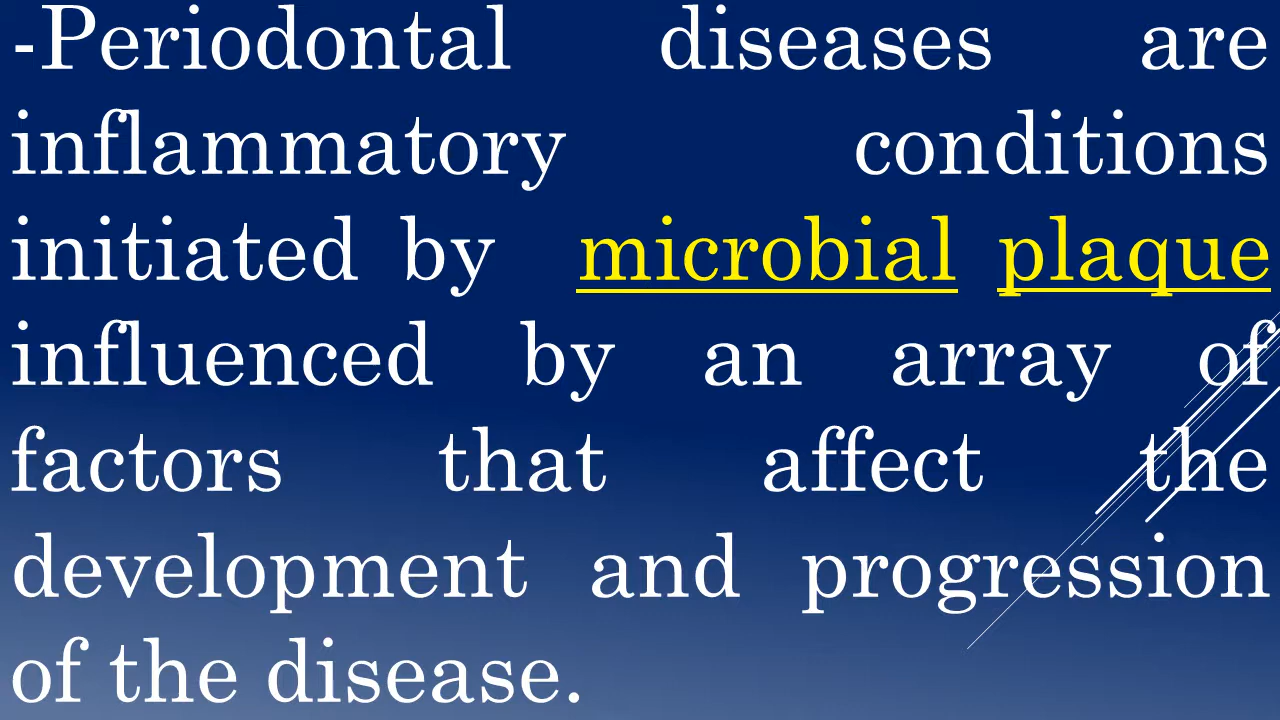 -Periodontal diseases are
inflammatory conditions
initiated by microbial plaque
influenced by an array of
factors that affect the
development and progression
of the disease.